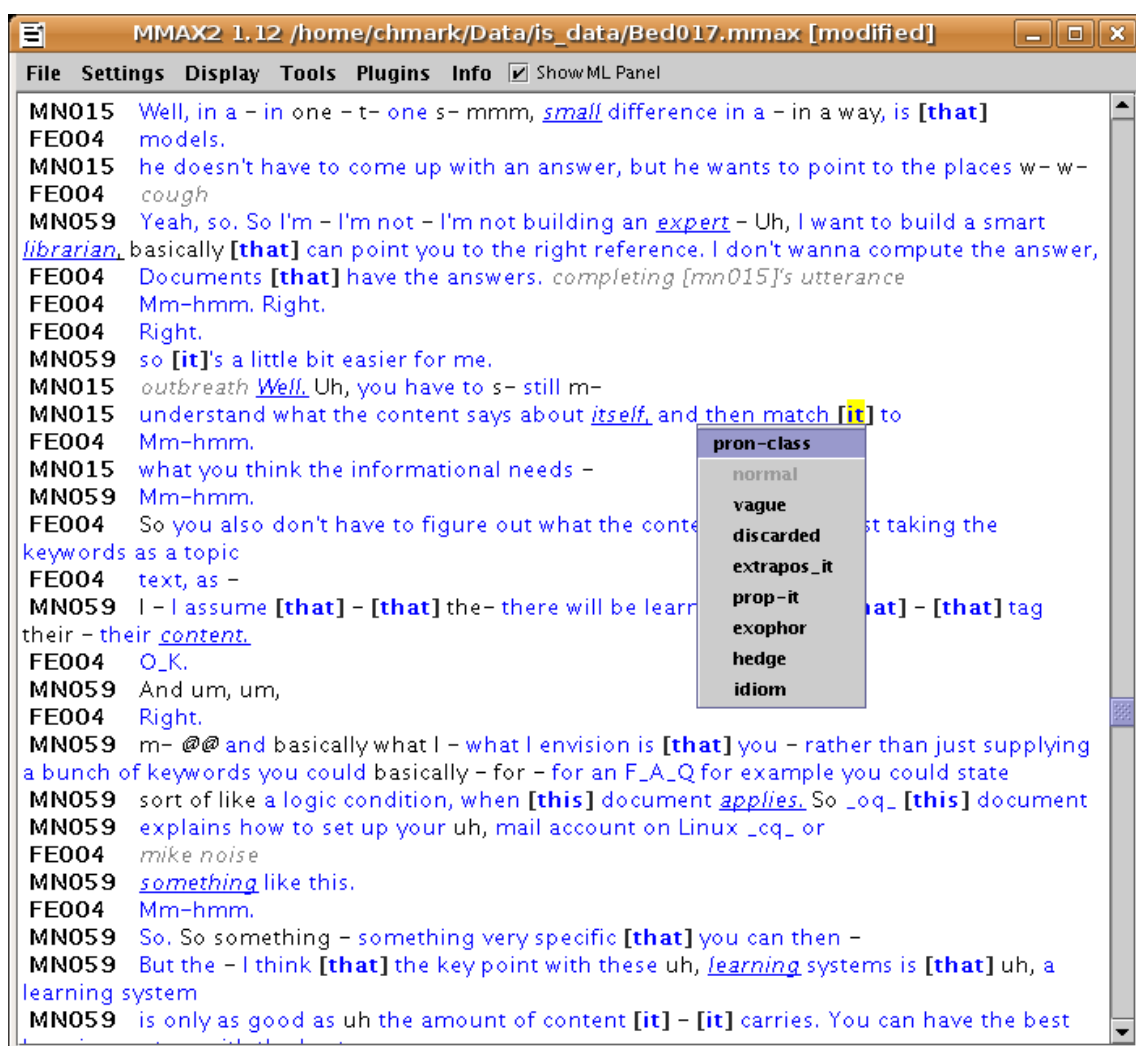 MMAX2 1.12 /home/chmark/Data/is_data/Bed017.mmax [modified]
File Settings Display Tools Plugins Info Show ML Panel
MN015 Well, in a – in one – t– one s– mmm, small difference in a – in a way, is [that]
FE004 models.
MN015 he doesn't have to come up with an answer, but he wants to point to the places w– w–
FE004 cough
MN059 Yeah, so. So I'm – I'm not – I'm not building an expert – Uh, I want to build a smart
librarian, basically [that] can point you to the right reference. I don't wanna compute the answer,
FE004 Documents [that] have the answers. completing [mn015]'s utterance
FE004 Mm–hmm. Right.
FE004 Right.
MN059 so [it]'s a little bit easier for me.
MN015 outbreath Well. Uh, you have to s– still m–
MN015 understand what the content says about itself, and then match [it] to
FE004 Mm–hmm.
pron–class
MN015 what you think the informational needs –
normal
MN059 Mm–hmm.
vague
FE004 So you also don't have to figure out what the conte st taking the
discarded
keywords as a topic
extrapos_it
FE004 text, as –
prop–it
MN059 I – I assume [that] – [that] the– there will be learn at] – [that] tag
exophor
their – their content.
hedge
FE004 O_K.
idiom
MN059 And um, um,
FE004 Right.
MN059 m– @@ and basically what I – what I envision is [that] you – rather than just supplying
a bunch of keywords you could basically – for – for an F_A_Q for example you could state
MN059 sort of like a logic condition, when [this] document applies. So _oq_ [this] document
MN059 explains how to set up your uh, mail account on Linux _cq_ or
FE004 mike noise
MN059 something like this.
FE004 Mm–hmm.
MN059 So. So something – something very specific [that] you can then –
MN059 But the – I think [that] the key point with these uh, learning systems is [that] uh, a
learning system
MN059 is only as good as uh the amount of content [it] – [it] carries. You can have the best